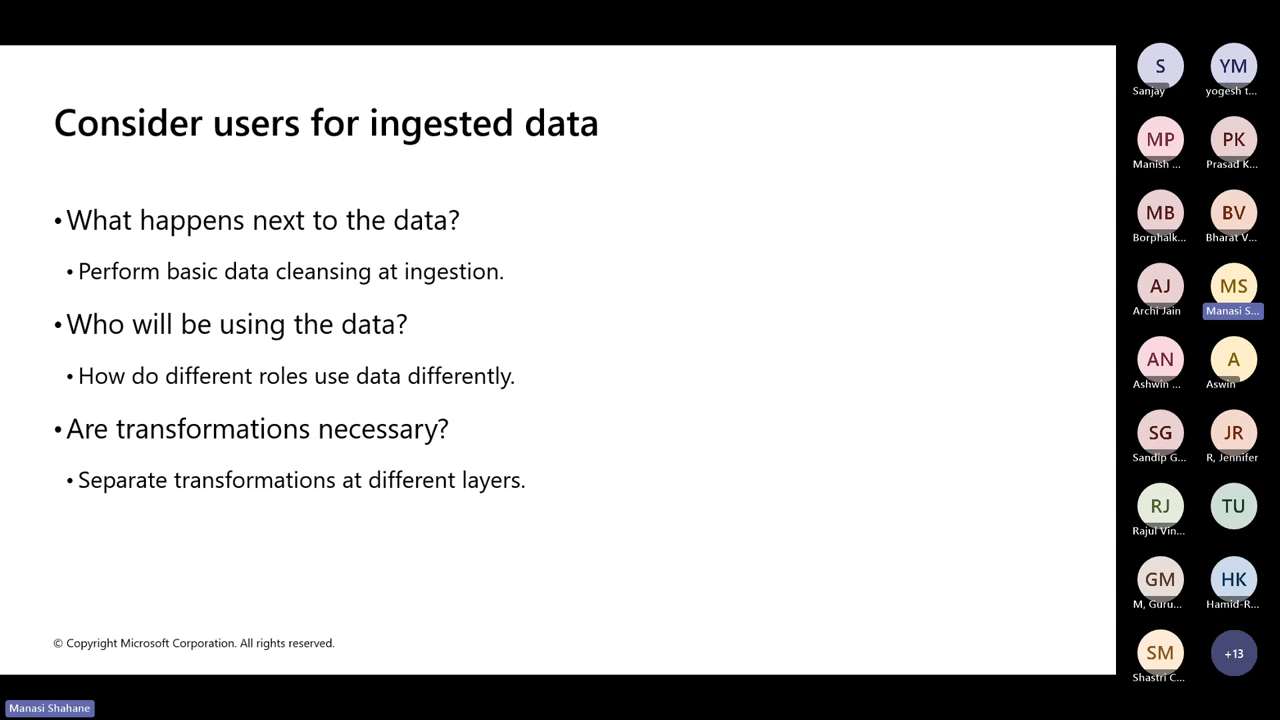 Consider users for ingested data
• What happens next to the data?
• Perform basic data cleansing at ingestion.
• Who will be using the data?
• How do different roles use data differently.
• Are transformations necessary?
• Separate transformations at different layers.
© Copyright Microsoft Corporation. All rights reserved.
Manasi Shahane
S YM
Sanjay yogesh t...
MP PK
Manish ... Prasad K...
MB BV
Borphalk... Bharat V...
AJ MS
Archi Jain Manasi S...
AN A
Ashwin ... Aswin
SG JR
Sandip G... R, Jennifer
RJ TU
Rajul Vin...
GM HK
M, Guru... Hamid-R...
SM +13
Shastri C...